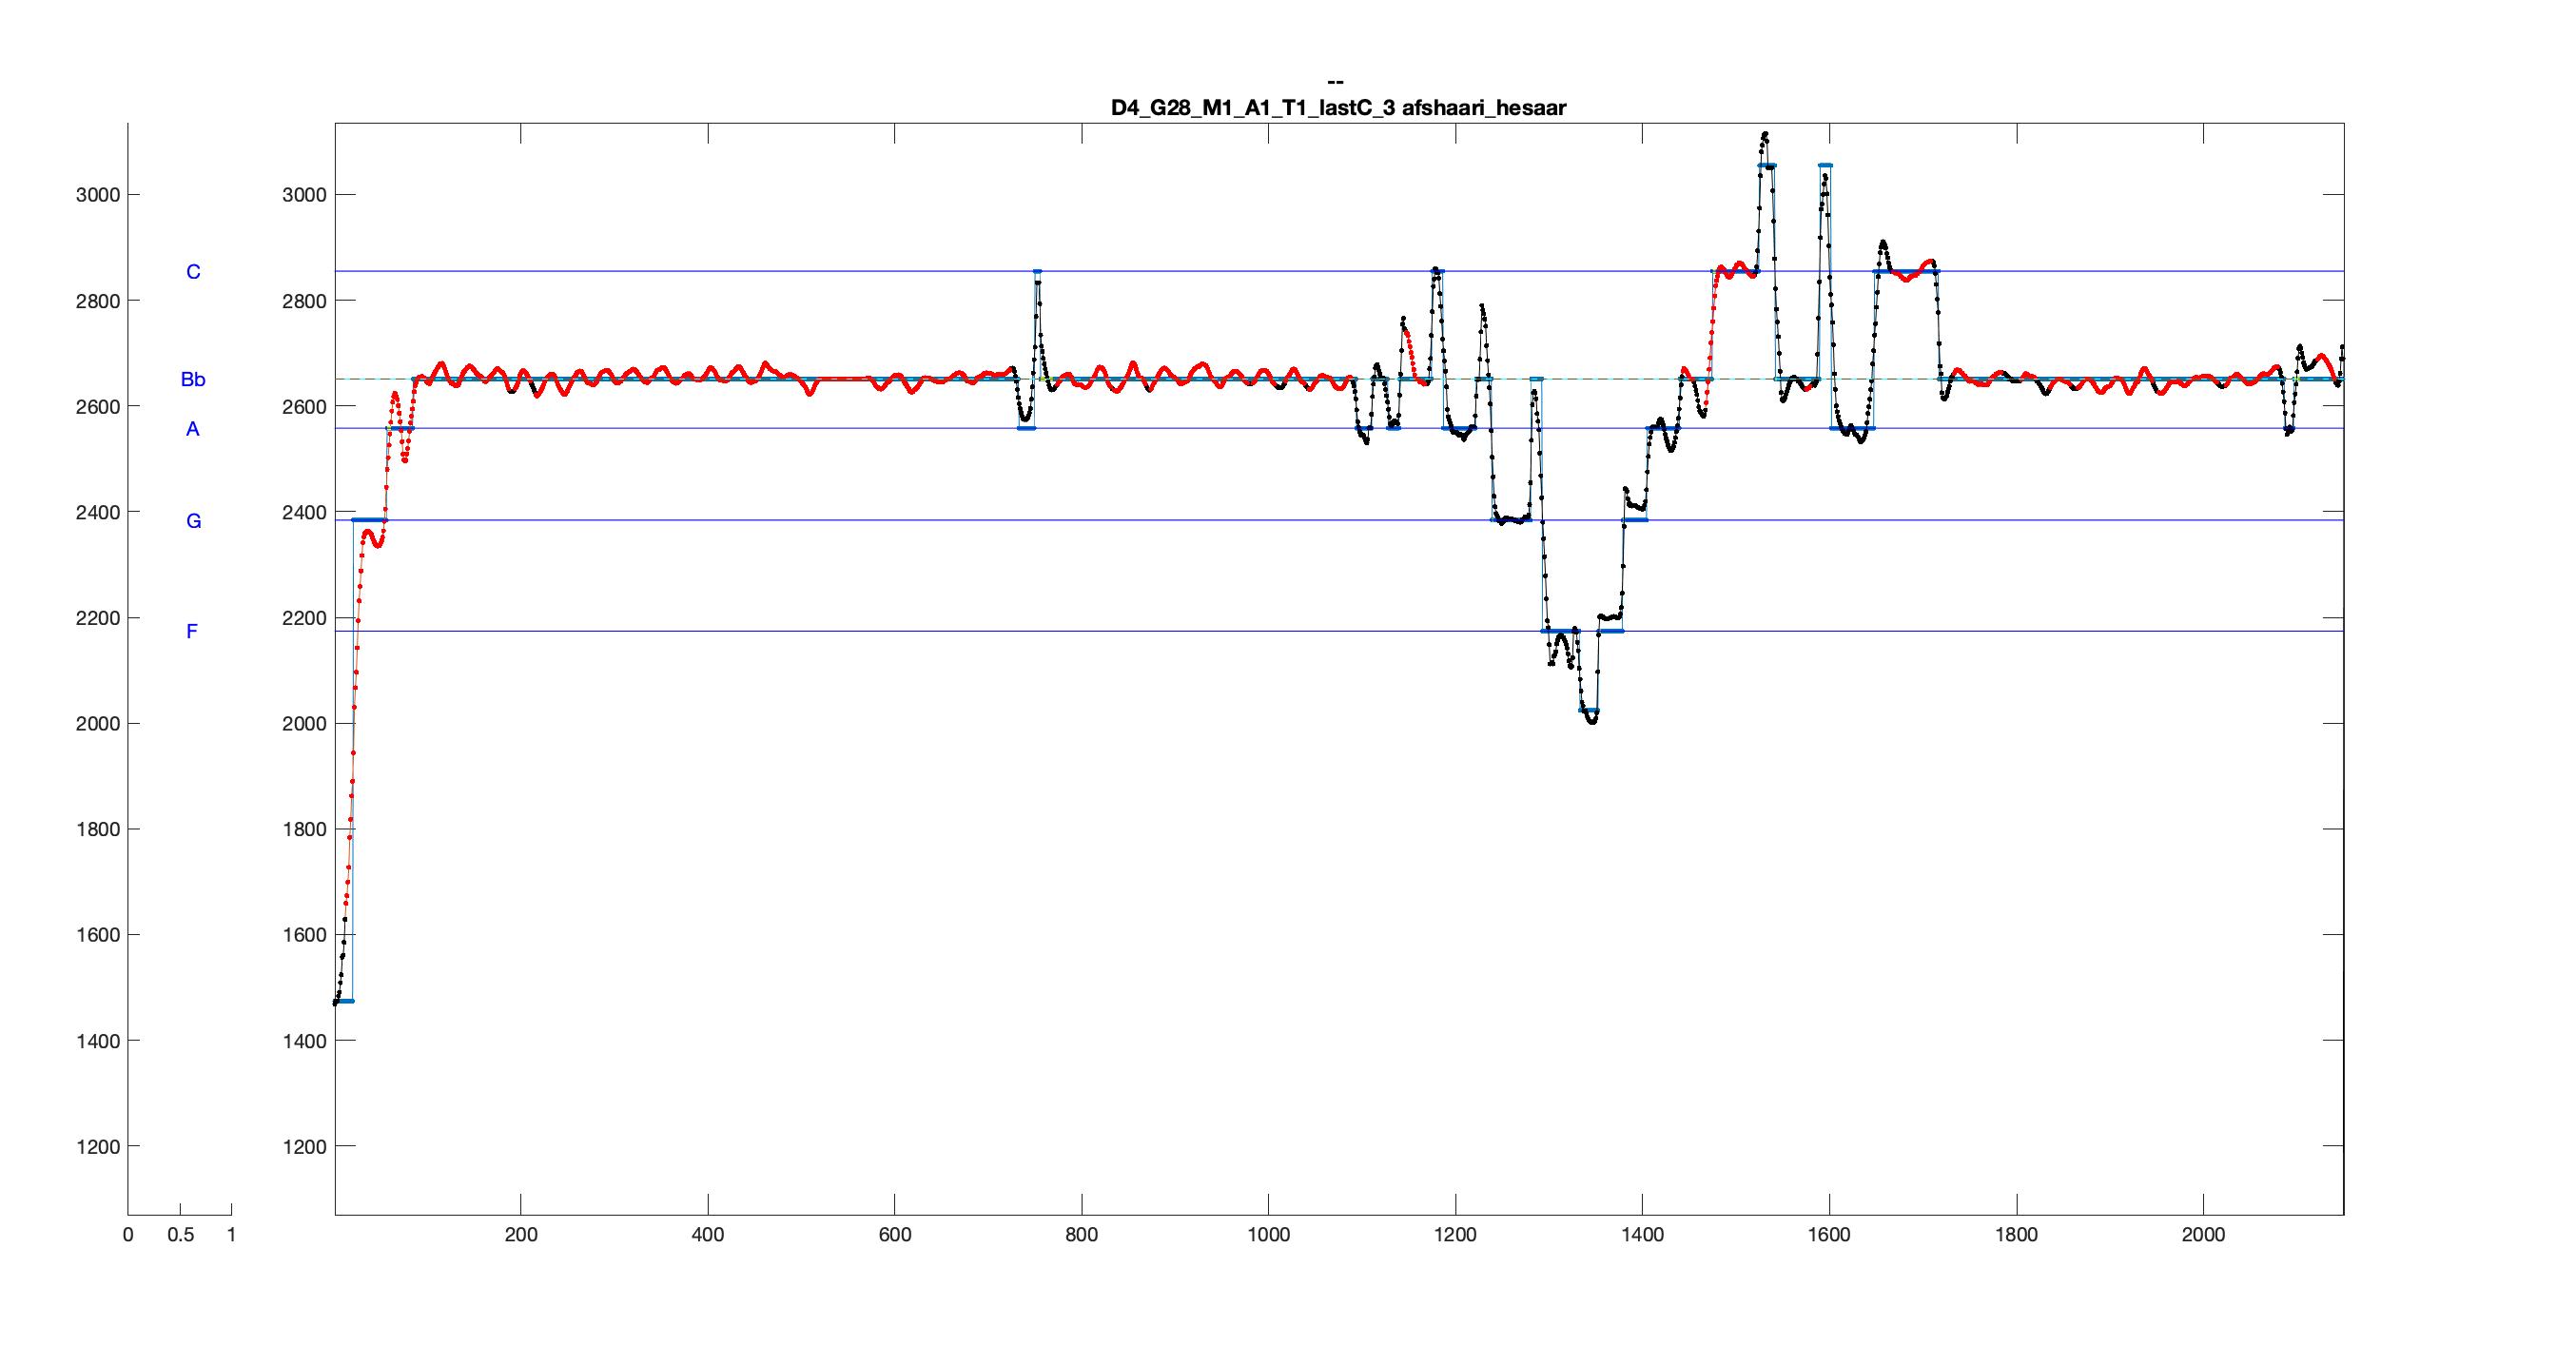 --
D4_G28_M1_A1_T1_lastC_3 afshaari_hesaar
3000 3000
C
2800 2800
Bb
2600 2600
A
2400 G 2400
2200 2200
F
2000 2000
1800 1800
1600 1600
1400 1400
1200 1200
0 0.5 1 200 400 600 800 1000 1200 1400 1600 1800 2000